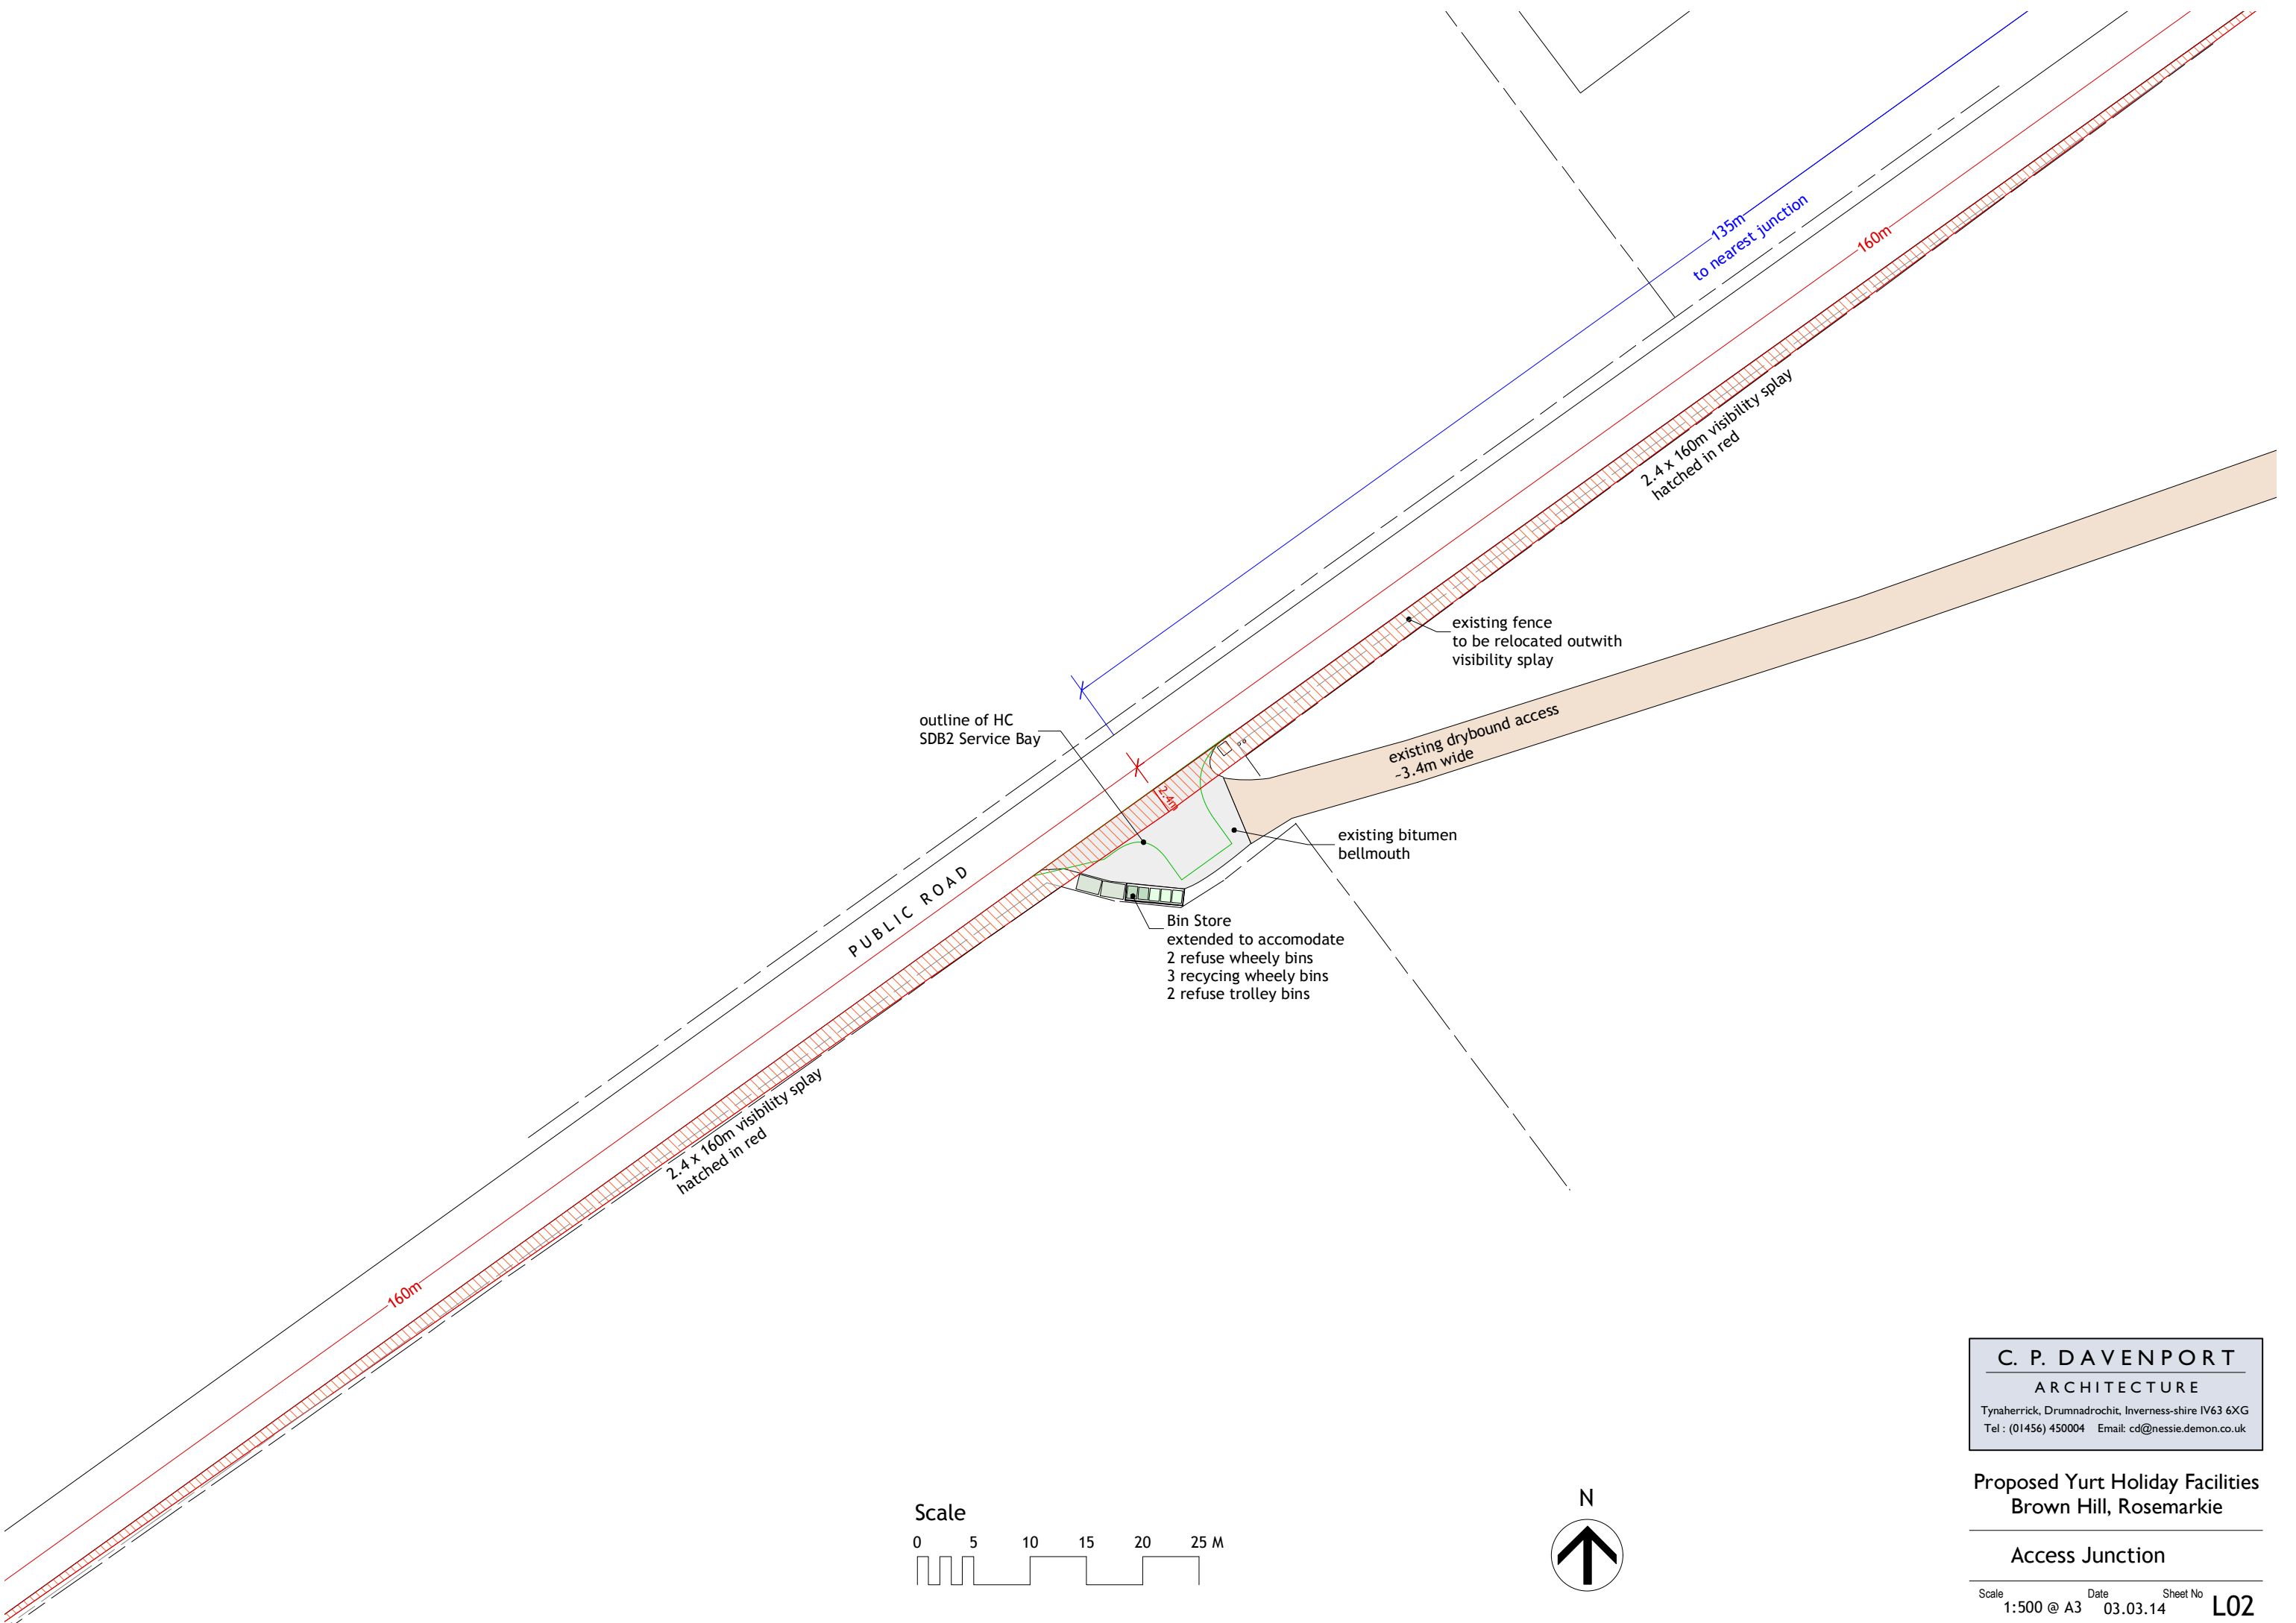 135m
to nearest junction
160m
2.4 x 160m visibility splay
hatched in red
existing fence
to be relocated outwith
visibility splay
outline of HC
SDB2 Service Bay
existing drybound access
~3.4m wide
2.4m
existing bitumen
bellmouth
PUBLIC ROAD
Bin Store
extended to accomodate
2 refuse wheely bins
3 recycing wheely bins
2 refuse trolley bins
2.4 x 160m visibility splay
hatched in red
160m
Scale
0 5 10 15 20 25 M
N
C. P. DAVENPORT
ARCHITECTURE
Tynaherrick, Drumnadrochit, Inverness-shire IV63 6XG
Tel : (01456) 450004 Email: cd@nessie.demon.co.uk
Proposed Yurt Holiday Facilities
Brown Hill, Rosemarkie
Access Junction
Scale 1:500 @ A3 Date 03.03.14 Sheet No L02